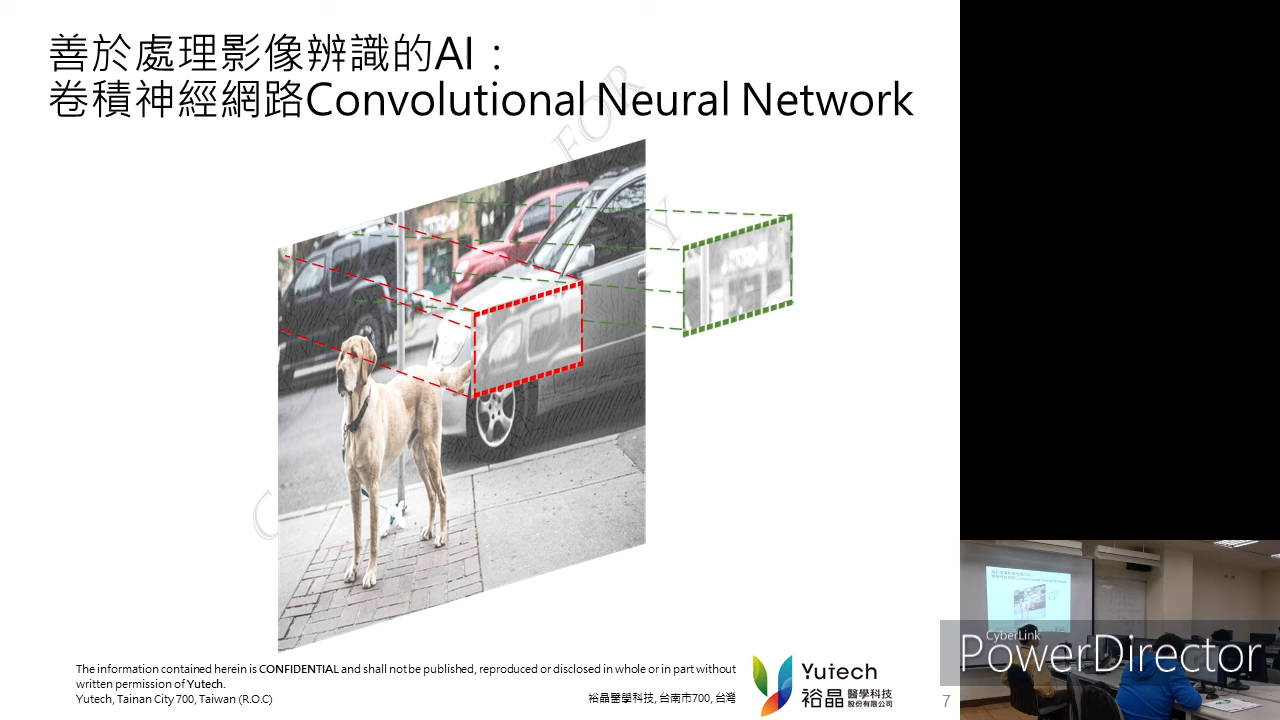 善於處理影像辨識的AI：
卷積神經網路Convolutional Neural Network
FOR
The information contained herein is CONFIDENTIAL and shall not be published, reproduced or disclosed in whole or in part without
written permission of Yutech.
Yutech, Tainan City 700, Taiwan (R.O.C)
裕晶醫學科技, 台南市700, 台灣
Yutech
裕晶 醫學科技
股份有限公司
7
CyberLink
PowerDirector